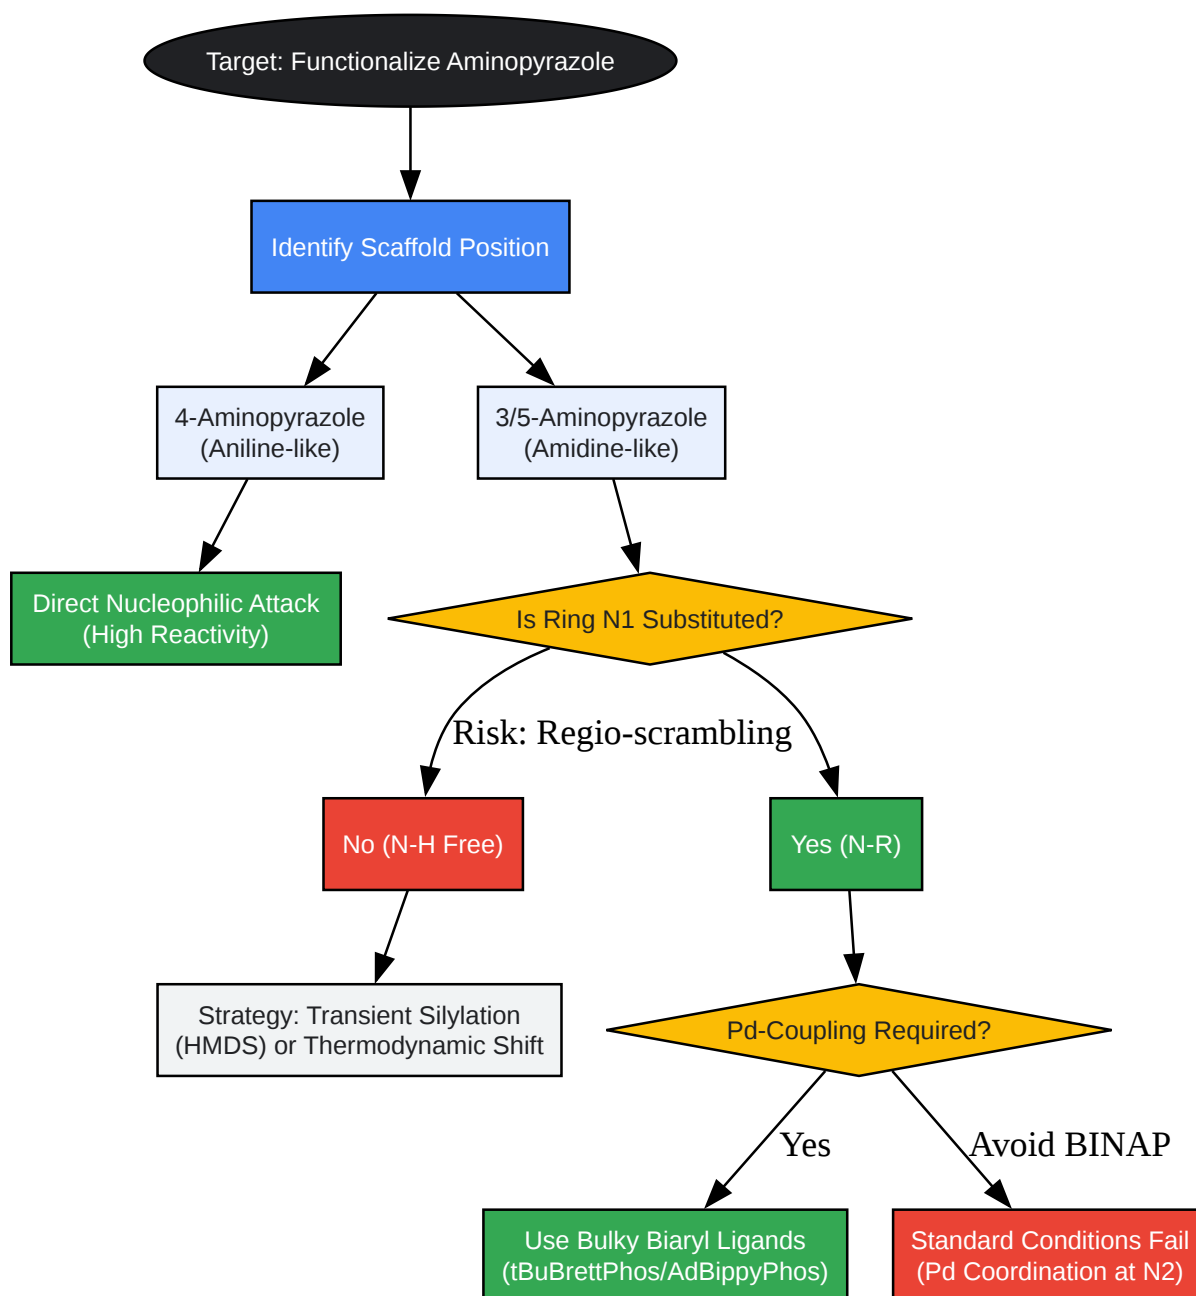 Target: Functionalize Aminopyrazole
Identify Scaffold Position
4-Aminopyrazole
(Aniline-like)
3/5-Aminopyrazole
(Amidine-like)
Direct Nucleophilic Attack
(High Reactivity)
Is Ring N1 Substituted?
Risk: Regio-scrambling
No (N-H Free)
Yes (N-R)
Strategy: Transient Silylation
(HMDS) or Thermodynamic Shift
Pd-Coupling Required?
Yes
Avoid BINAP
Use Bulky Biaryl Ligands
(tBuBrettPhos/AdBippyPhos)
Standard Conditions Fail
(Pd Coordination at N2)